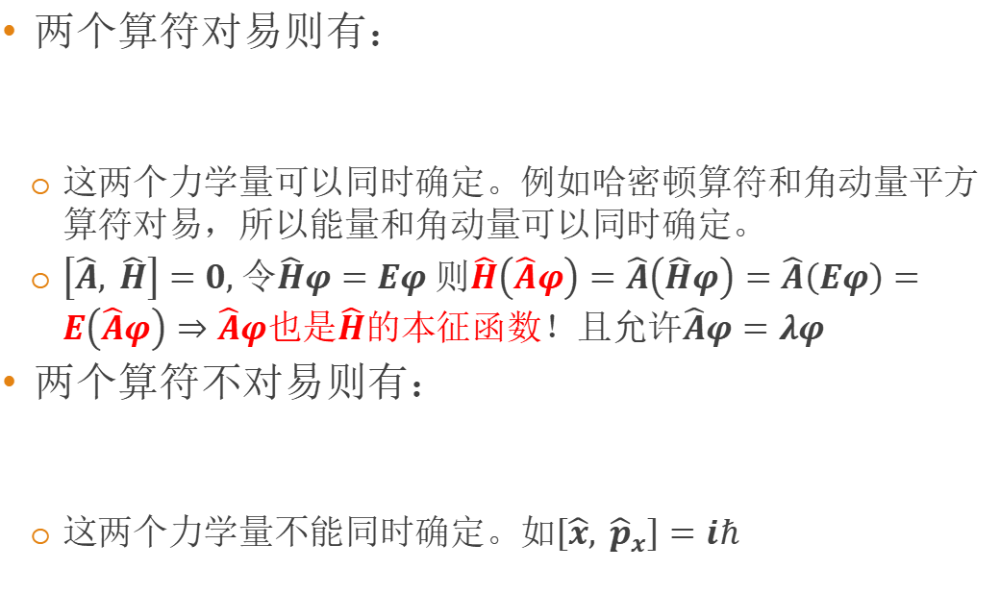 • 两个算符对易则有：
○ 这两个力学量可以同时确定。例如哈密顿算符和角动量平方
算符对易，所以能量和角动量可以同时确定。
○ [Â, Ĥ] = 0, 令Ĥφ = Eφ 则Ĥ(Âφ) = Â(Ĥφ) = Â(Eφ) =
E(Âφ) ⇒ Âφ也是Ĥ的本征函数！且允许Âφ = λφ
• 两个算符不对易则有：
○ 这两个力学量不能同时确定。如[x̂, p̂ₓ] = iℏ